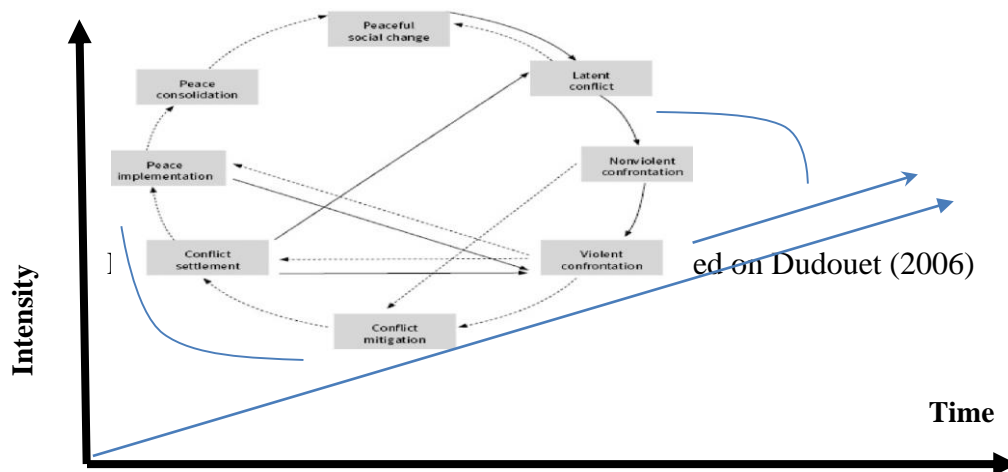 Peaceful
social change
Latent
conflict
Peace
consolidation
Nonviolent
confrontation
Peace
implementation
Conflict
settlement
Violent
confrontation
ed on Dudouet (2006)
Conflict
mitigation
Intensity
Time